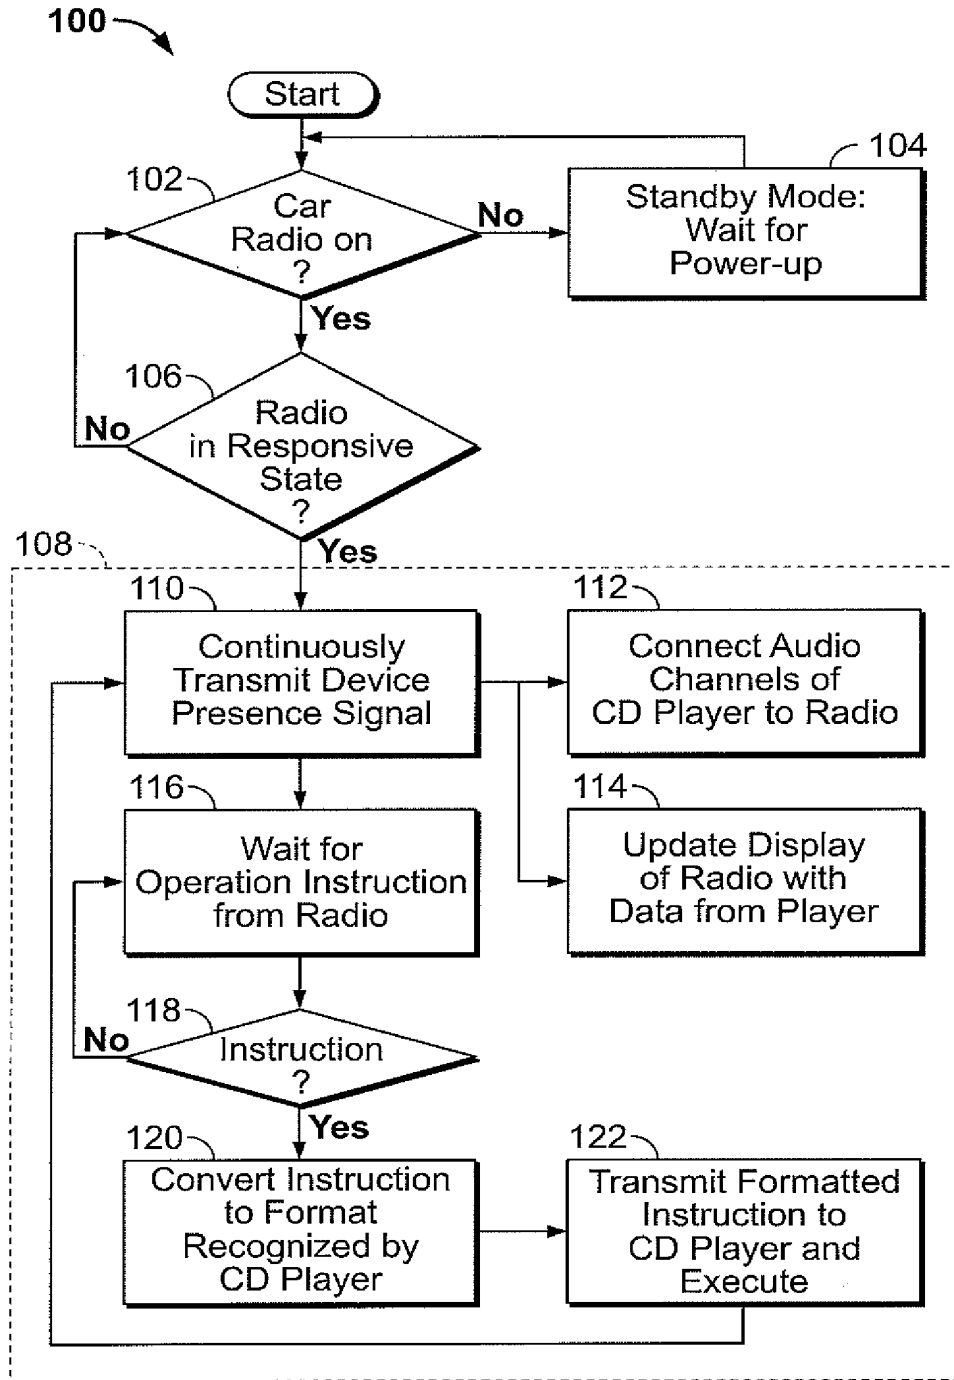 100
Start
104
102
Car
Radio on
?
No
Standby Mode:
Wait for
Power-up
Yes
106
Radio
in Responsive
State
?
No
Yes
108
110
Continuously
Transmit Device
Presence Signal
112
Connect Audio
Channels of
CD Player to Radio
116
Wait for
Operation Instruction
from Radio
114
Update Display
of Radio with
Data from Player
118
No
Instruction
?
Yes
120
Convert Instruction
to Format
Recognized by
CD Player
122
Transmit Formatted
Instruction to
CD Player and
Execute